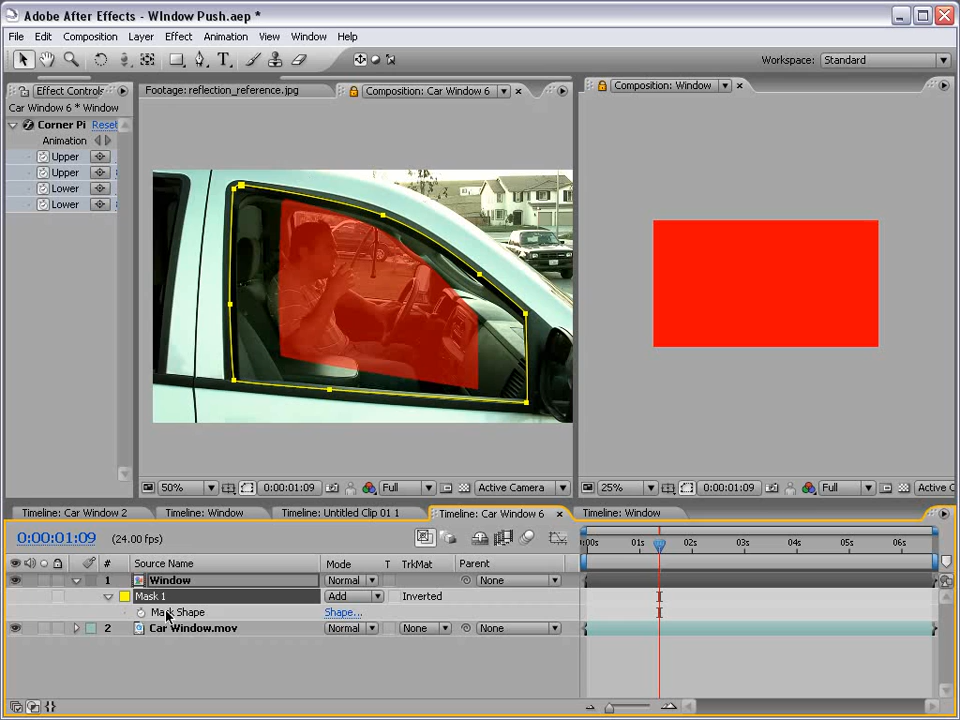 Adobe After Effects - WIndow Push.aep *
File Edit Composition Layer Effect Animation View Window Help
Workspace: Standard
Effect Controls
Footage: reflection_reference.jpg
Composition: Car Window 6
Composition: Window
Car Window 6 * Window
Corner Pi Reset
Animation
Upper
Upper
Lower
Lower
50% 0:00:01:09 Full Active Camera
25% 0:00:01:09 Full Active C
Timeline: Car Window 2 Timeline: Window Timeline: Untitled Clip 01 1 Timeline: Car Window 6 Timeline: Window
0:00:01:09 (24.00 fps)
:00s 01s 02s 03s 04s 05s 06s
# Source Name Mode T TrkMat Parent
1 Window Normal None
Mask 1 Add Inverted
Mask Shape Shape...
2 Car Window.mov Normal None None